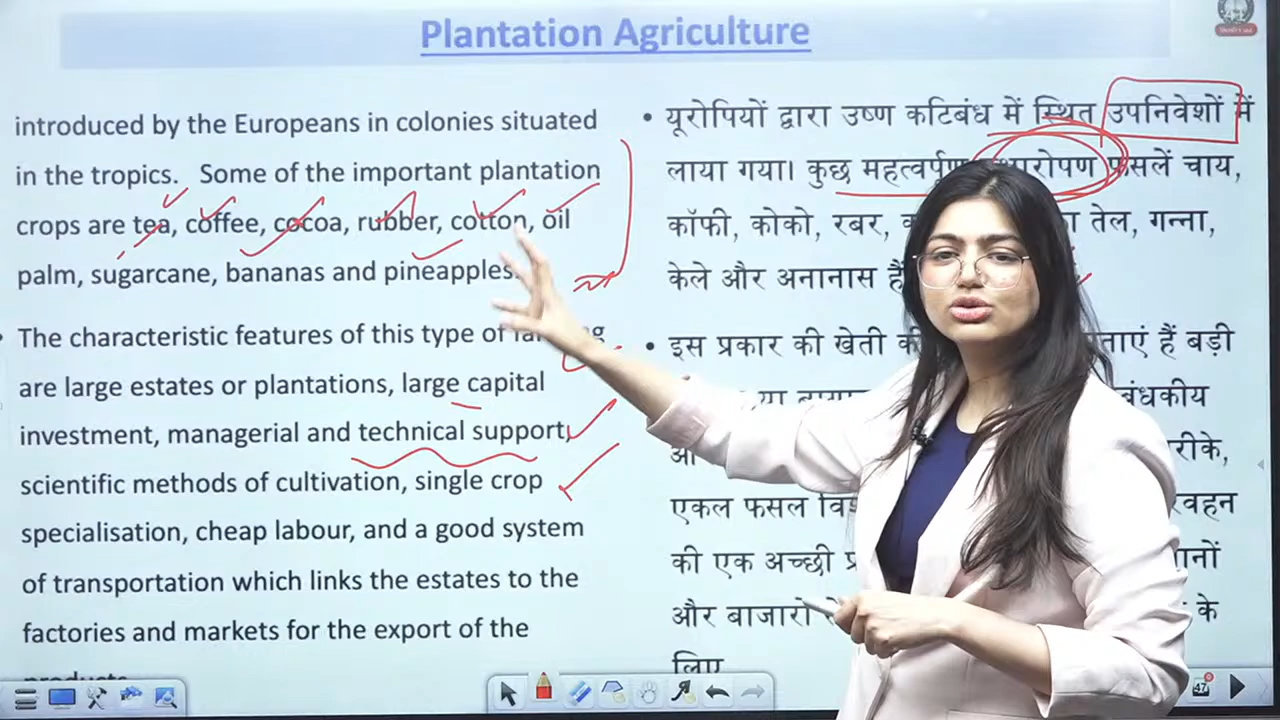 Plantation Agriculture
introduced by the Europeans in colonies situated
in the tropics. Some of the important plantation
crops are tea, coffee, cocoa, rubber, cotton, oil
palm, sugarcane, bananas and pineapples.
• The characteristic features of this type of
are large estates or plantations, large capital
investment, managerial and technical support,
scientific methods of cultivation, single crop
specialisation, cheap labour, and a good system
of transportation which links the estates to the
factories and markets for the export of the
products.
• यूरोपियों द्वारा उष्ण कटिबंध में स्थित उपनिवेशों में
लाया गया। कुछ महत्वपूर्ण फसलें चाय,
कॉफी, कोको, रबर, तेल, गन्ना,
केले और अनानास हैं
• इस प्रकार की खेती की हैं बड़ी
या
एकल फसल
की एक अच्छी
और बाजारों के
लिए
47